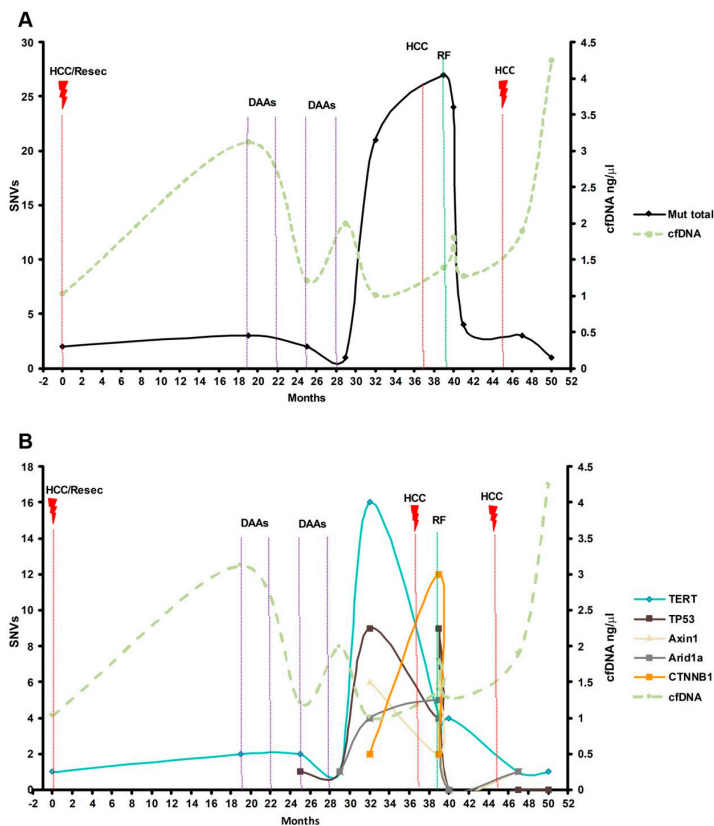 A
HCC/Resec
DAAs
DAAs
HCC
RF
HCC
30
25
20
15
10
5
0
SNVs
4.5
4
3.5
3
2.5
2
1.5
1
0.5
0
cfDNA ng/µl
-2 0 2 4 6 8 10 12 14 16 18 20 22 24 26 28 30 32 34 36 38 40 42 44 46 48 50 52
Months
Mut total
cfDNA
B
HCC/Resec
DAAs
DAAs
HCC
RF
HCC
18
16
14
12
10
8
6
4
2
0
SNVs
4.5
4
3.5
3
2.5
2
1.5
1
0.5
0
cfDNA ng/µl
-2 0 2 4 6 8 10 12 14 16 18 20 22 24 26 28 30 32 34 36 38 40 42 44 46 48 50 52
Months
TERT
TP53
Axin1
Arid1a
CTNNB1
cfDNA